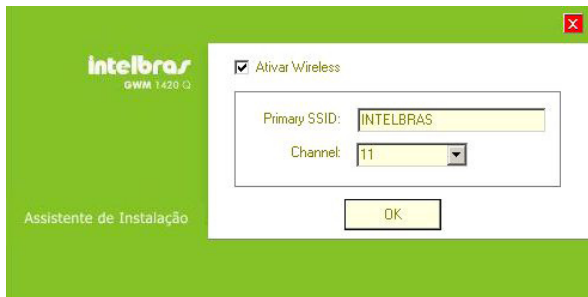 intelbras
GWM 1420 Q
Ativar Wireless
Primary SSID: INTELBRAS
Channel: 11
OK
Assistente de Instalação